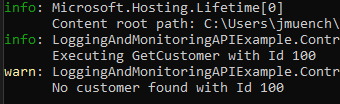 info: Microsoft.Hosting.Lifetime[0]
Content root path: C:\Users\jmuench\
info: LoggingAndMonitoringAPIExample.Contr
Executing GetCustomer with Id 100
warn: LoggingAndMonitoringAPIExample.Contr
No customer found with Id 100